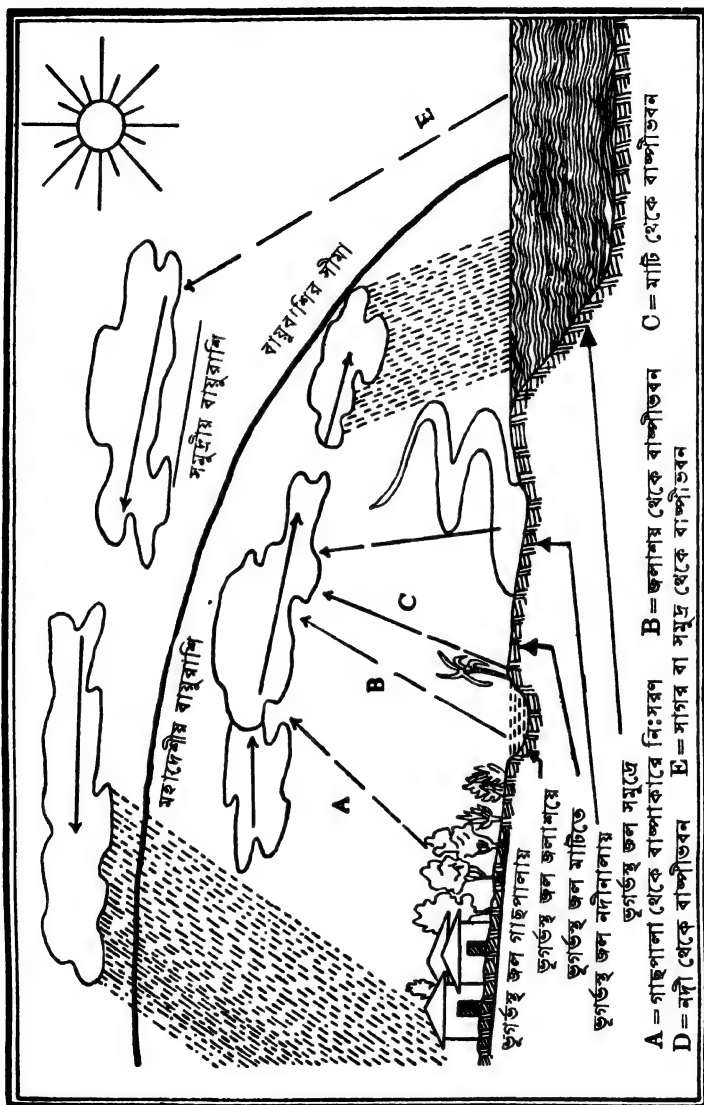 E
সমুদ্রীয় বায়ুরাশি
বায়ুরাশির সীমা
মহাদেশীয় বায়ুরাশি
A
B
C
ভূগর্ভস্থ জল গাছপালায়
ভূগর্ভস্থ জল জলাশয়ে
ভূগর্ভস্থ জল মাটিতে
ভূগর্ভস্থ জল নদীনালায়
ভূগর্ভস্থ জল সমুদ্রে
A = গাছপালা থেকে বাষ্পাকারে নিঃসরণ B = জলাশয় থেকে বাষ্পীভবন C = মাটি থেকে বাষ্পীভবন
D = নদী থেকে বাষ্পীভবন E = সাগর বা সমুদ্র থেকে বাষ্পীভবন